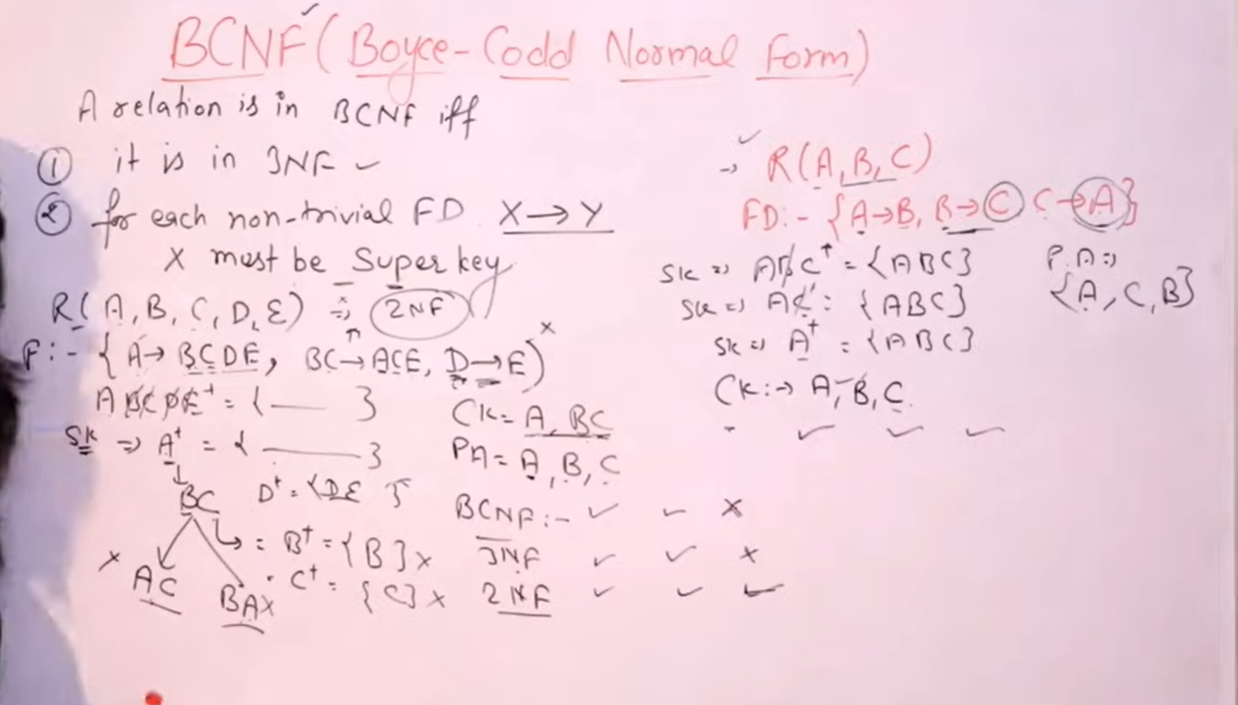 BCNF (Boyce-Codd Normal Form)
A relation is in BCNF iff
① it is in 3NF ✓
② for each non-trivial FD X→Y
X must be Super key
R(A, B, C, D, E) ⇒ 2NF
F:- { A→BCDE, BC→ACE, D→E} x
ABCDE⁺ = { — }
SK ⇒ A⁺ = { — }
BC D⁺ = {DE}
↳ = B⁺ = {B} x
x AC BA x C⁺ = {C} x
CK = A, BC
PA = A, B, C
BCNF:- ✓ ✓ x
3NF ✓ ✓ x
2NF ✓ ✓ ✓
→ R(A, B, C)
FD:- {A→B, B→C C→A}
SK ⇒ ABC⁺ = {ABC}
SK ⇒ AC⁺: {ABC}
SK ⇒ A⁺ = {ABC}
CK:→ A, B, C.
✓ ✓ ✓
P.A ⇒
{A, C, B}